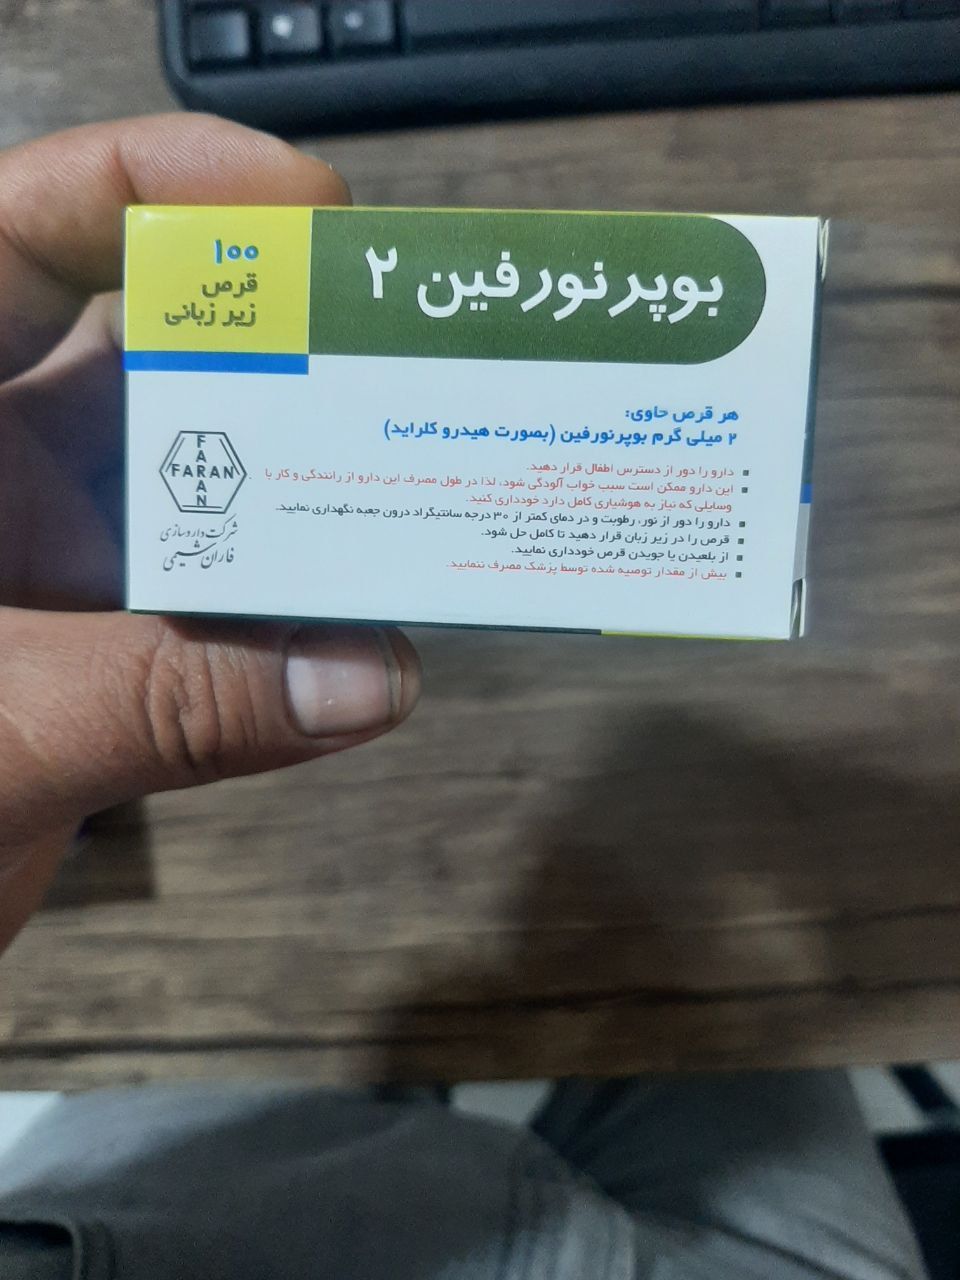 بوپرنورفین ۲
۱۰۰
قرص
زیر زبانی
هر قرص حاوی:
۲ میلی گرم بوپرنورفین (بصورت هیدرو کلراید)
دارو را دور از دسترس اطفال قرار دهید.
این دارو ممکن است سبب خواب آلودگی شود، لذا در طول مصرف این دارو از رانندگی و کار با
وسایلی که نیاز به هوشیاری کامل دارد خودداری کنید.
دارو را دور از نور، رطوبت و در دمای کمتر از ۳۰ درجه سانتیگراد درون جعبه نگهداری نمایید.
قرص را در زیر زبان قرار دهید تا کامل حل شود.
از بلعیدن یا جویدن قرص خودداری نمایید.
بیش از مقدار توصیه شده توسط پزشک مصرف ننمایید.
FARAN
FARAN
شرکت داروسازی
فاران شیمی